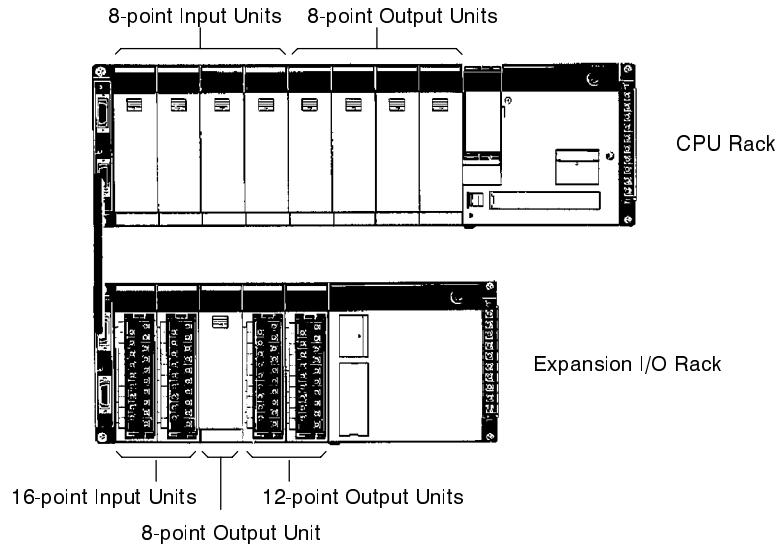 8-point Input Units
8-point Output Units
CPU Rack
Expansion I/O Rack
16-point Input Units
12-point Output Units
8-point Output Unit